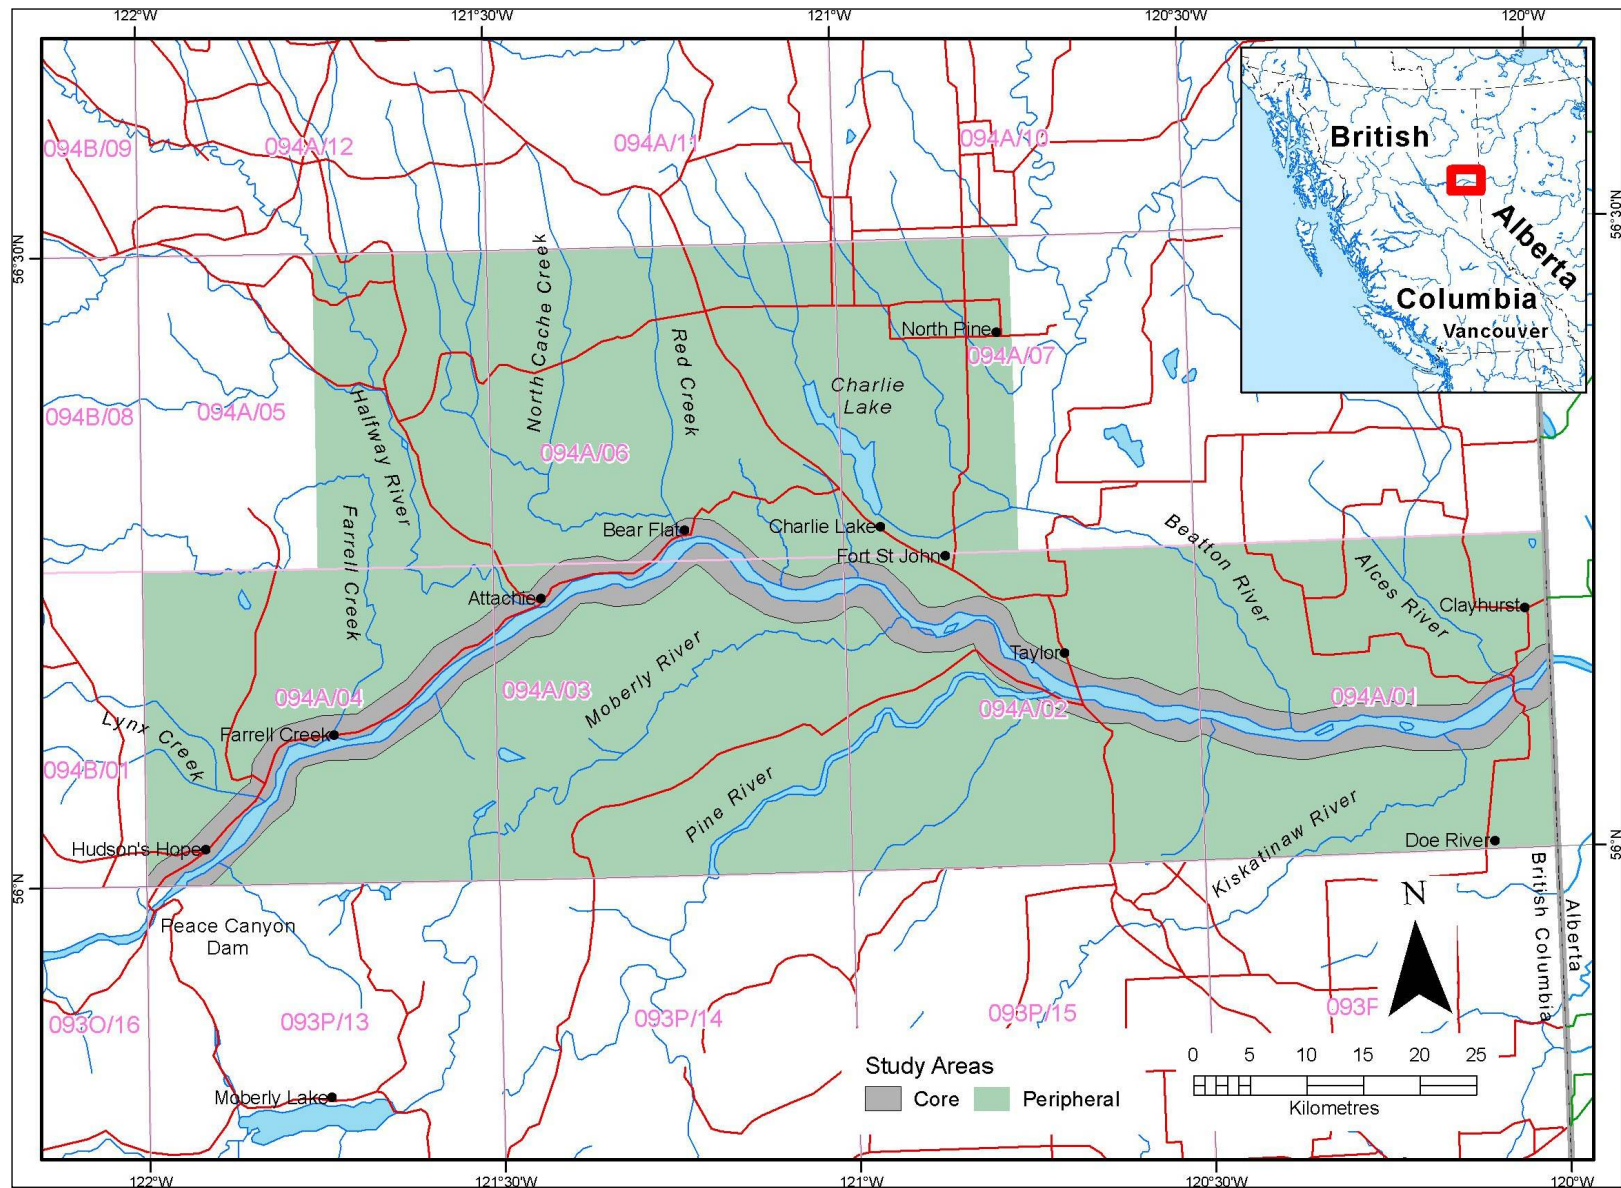 122°W
121°30'W
121°W
120°30'W
120°W
094B/09
094A/12
094A/11
094A/10
British
Alberta
Columbia
Vancouver
*
56°30'N
56°30'N
North Cache Creek
Red Creek
North Pine
094A/07
Charlie
Lake
094B/08
094A/05
Halfway River
094A/06
Farrell Creek
Bear Flat
Charlie Lake
Fort St John
Beatton River
Alces River
Attachie
Clayhurst
Moberly River
Taylor
094A/04
094A/03
094A/02
094A/01
Lynx Creek
Farrell Creek
094B/01
Pine River
Kiskatinaw River
Hudson's Hope
Doe River
56°N
56°N
Peace Canyon
Dam
N
British Columbia
Alberta
093O/16
093P/13
093P/14
093P/15
093P
Moberly Lake
Study Areas
Core
Peripheral
0 5 10 15 20 25
Kilometres
122°W
121°30'W
121°W
120°30'W
120°W